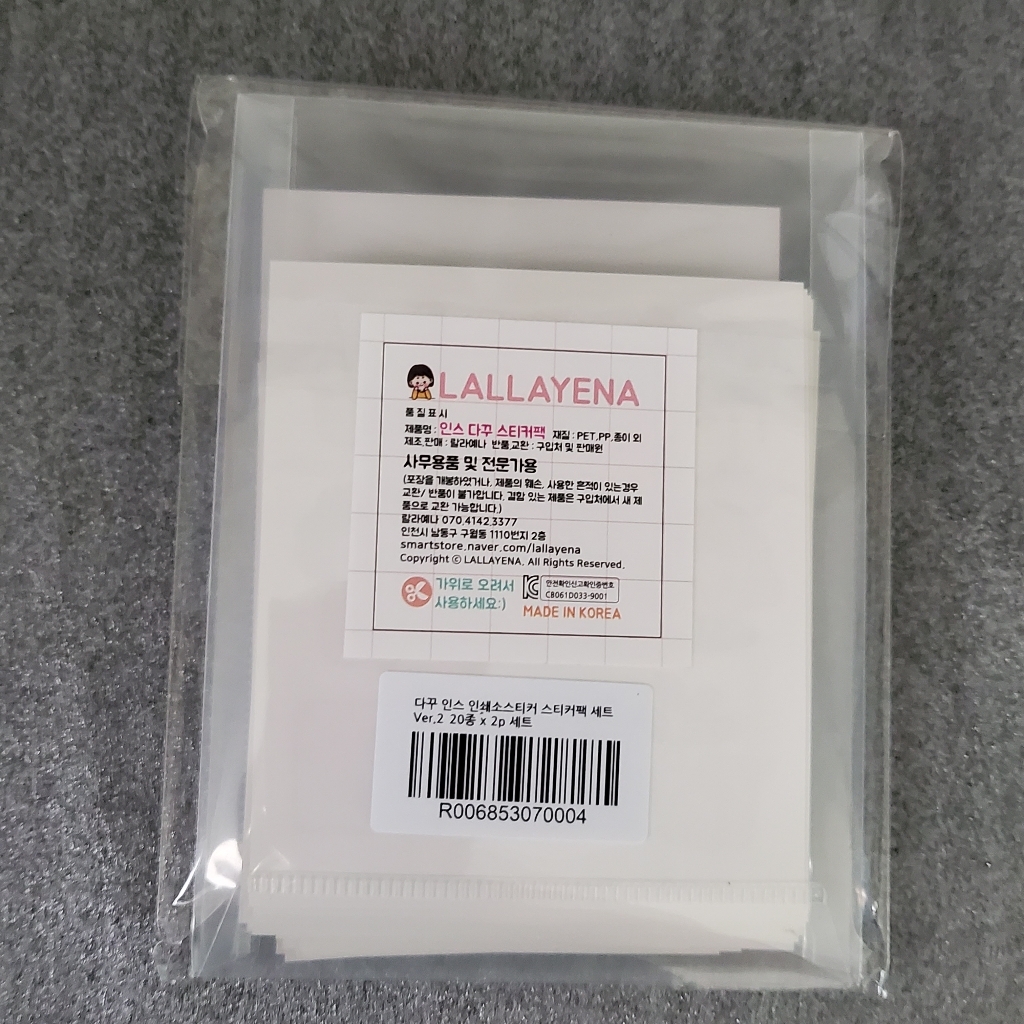 LALLAYENA
품 질 표 시
제품명 : 인스 다꾸 스티커팩 재질 : PET,PP,종이 외
제조,판매 : 랄라예나 반품,교환 : 구입처 및 판매원
사무용품 및 전문가용
(포장을 개봉하였거나, 제품의 훼손, 사용한 흔적이 있는경우
교환/ 반품이 불가합니다. 결함 있는 제품은 구입처에서 새 제
품으로 교환 가능합니다.)
랄라예나 070.4142.3377
인천시 남동구 구월동 1110번지 2층
smartstore.naver.com/lallayena
Copyright ⓒ LALLAYENA. All Rights Reserved.
가위로 오려서
사용하세요:)
안전확인신고확인증번호
CB061D033-9001
MADE IN KOREA
다꾸 인스 인쇄소스티커 스티커팩 세트
Ver.2 20종 x 2p 세트
R006853070004